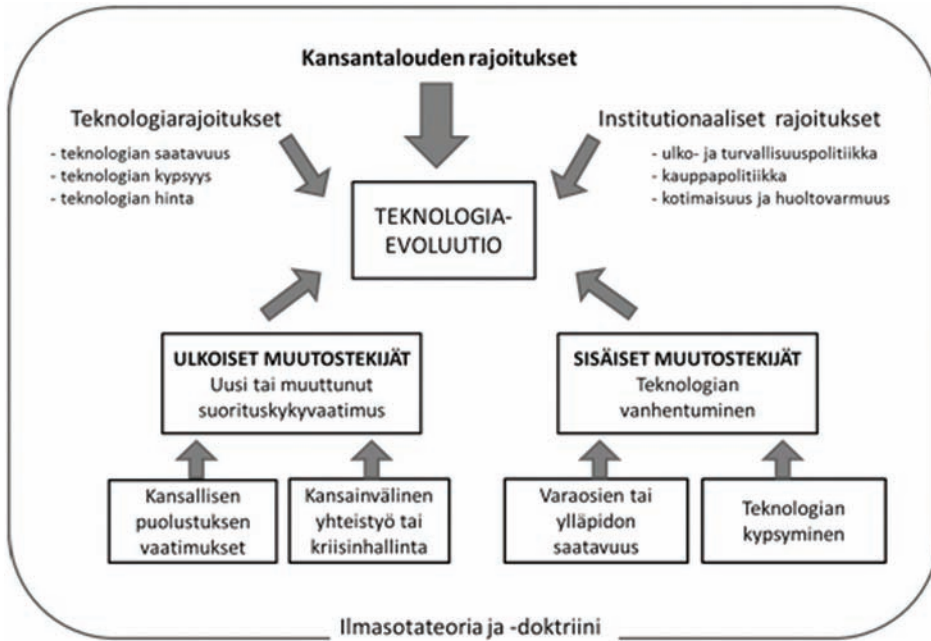 Kansantalouden rajoitukset
Teknologiarajoitukset
- teknologian saatavuus
- teknologian kypsyys
- teknologian hinta
Institutionaaliset rajoitukset
- ulko- ja turvallisuuspolitiikka
- kauppapolitiikka
- kotimaisuus ja huoltovarmuus
TEKNOLOGIA-
EVOLUUTIO
ULKOISET MUUTOSTEKIJÄT
Uusi tai muuttunut
suorituskykyvaatimus
SISÄISET MUUTOSTEKIJÄT
Teknologian
vanhentuminen
Kansallisen
puolustuksen
vaatimukset
Kansainvälinen
yhteistyö tai
kriisinhallinta
Varaosien tai
ylläpidon
saatavuus
Teknologian
kypsyminen
Ilmasotateoria ja -doktriini